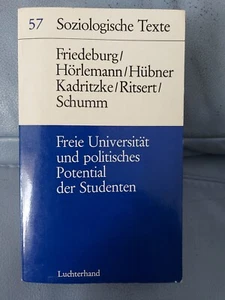 57 Soziologische Texte
Friedeburg/
Hörlemann/Hübner
Kadritzke/Ritsert/
Schumm
Freie Universität
und politisches
Potential
der Studenten
Luchterhand